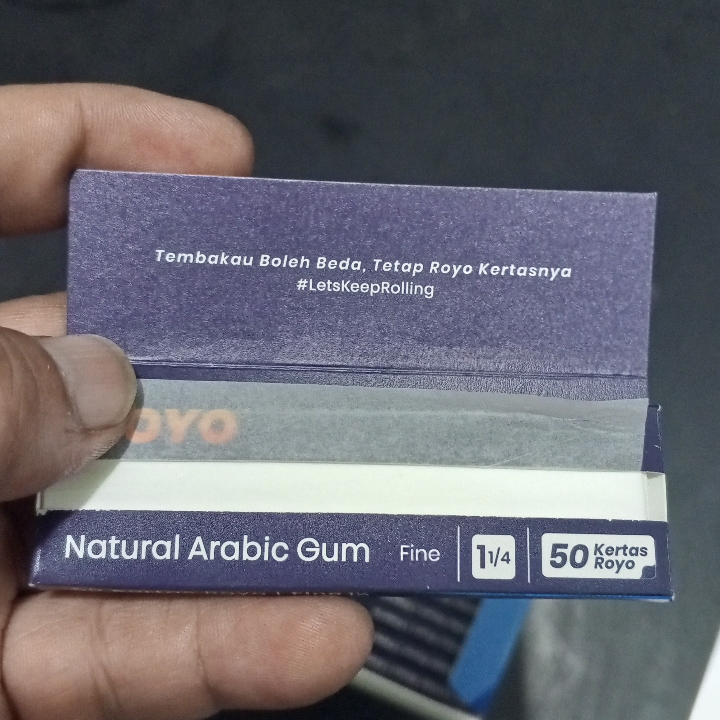 Tembakau Boleh Beda, Tetap Royo Kertasnya
#LetsKeepRolling
ROYO
Natural Arabic Gum Fine 1 1/4 50 Kertas
Royo